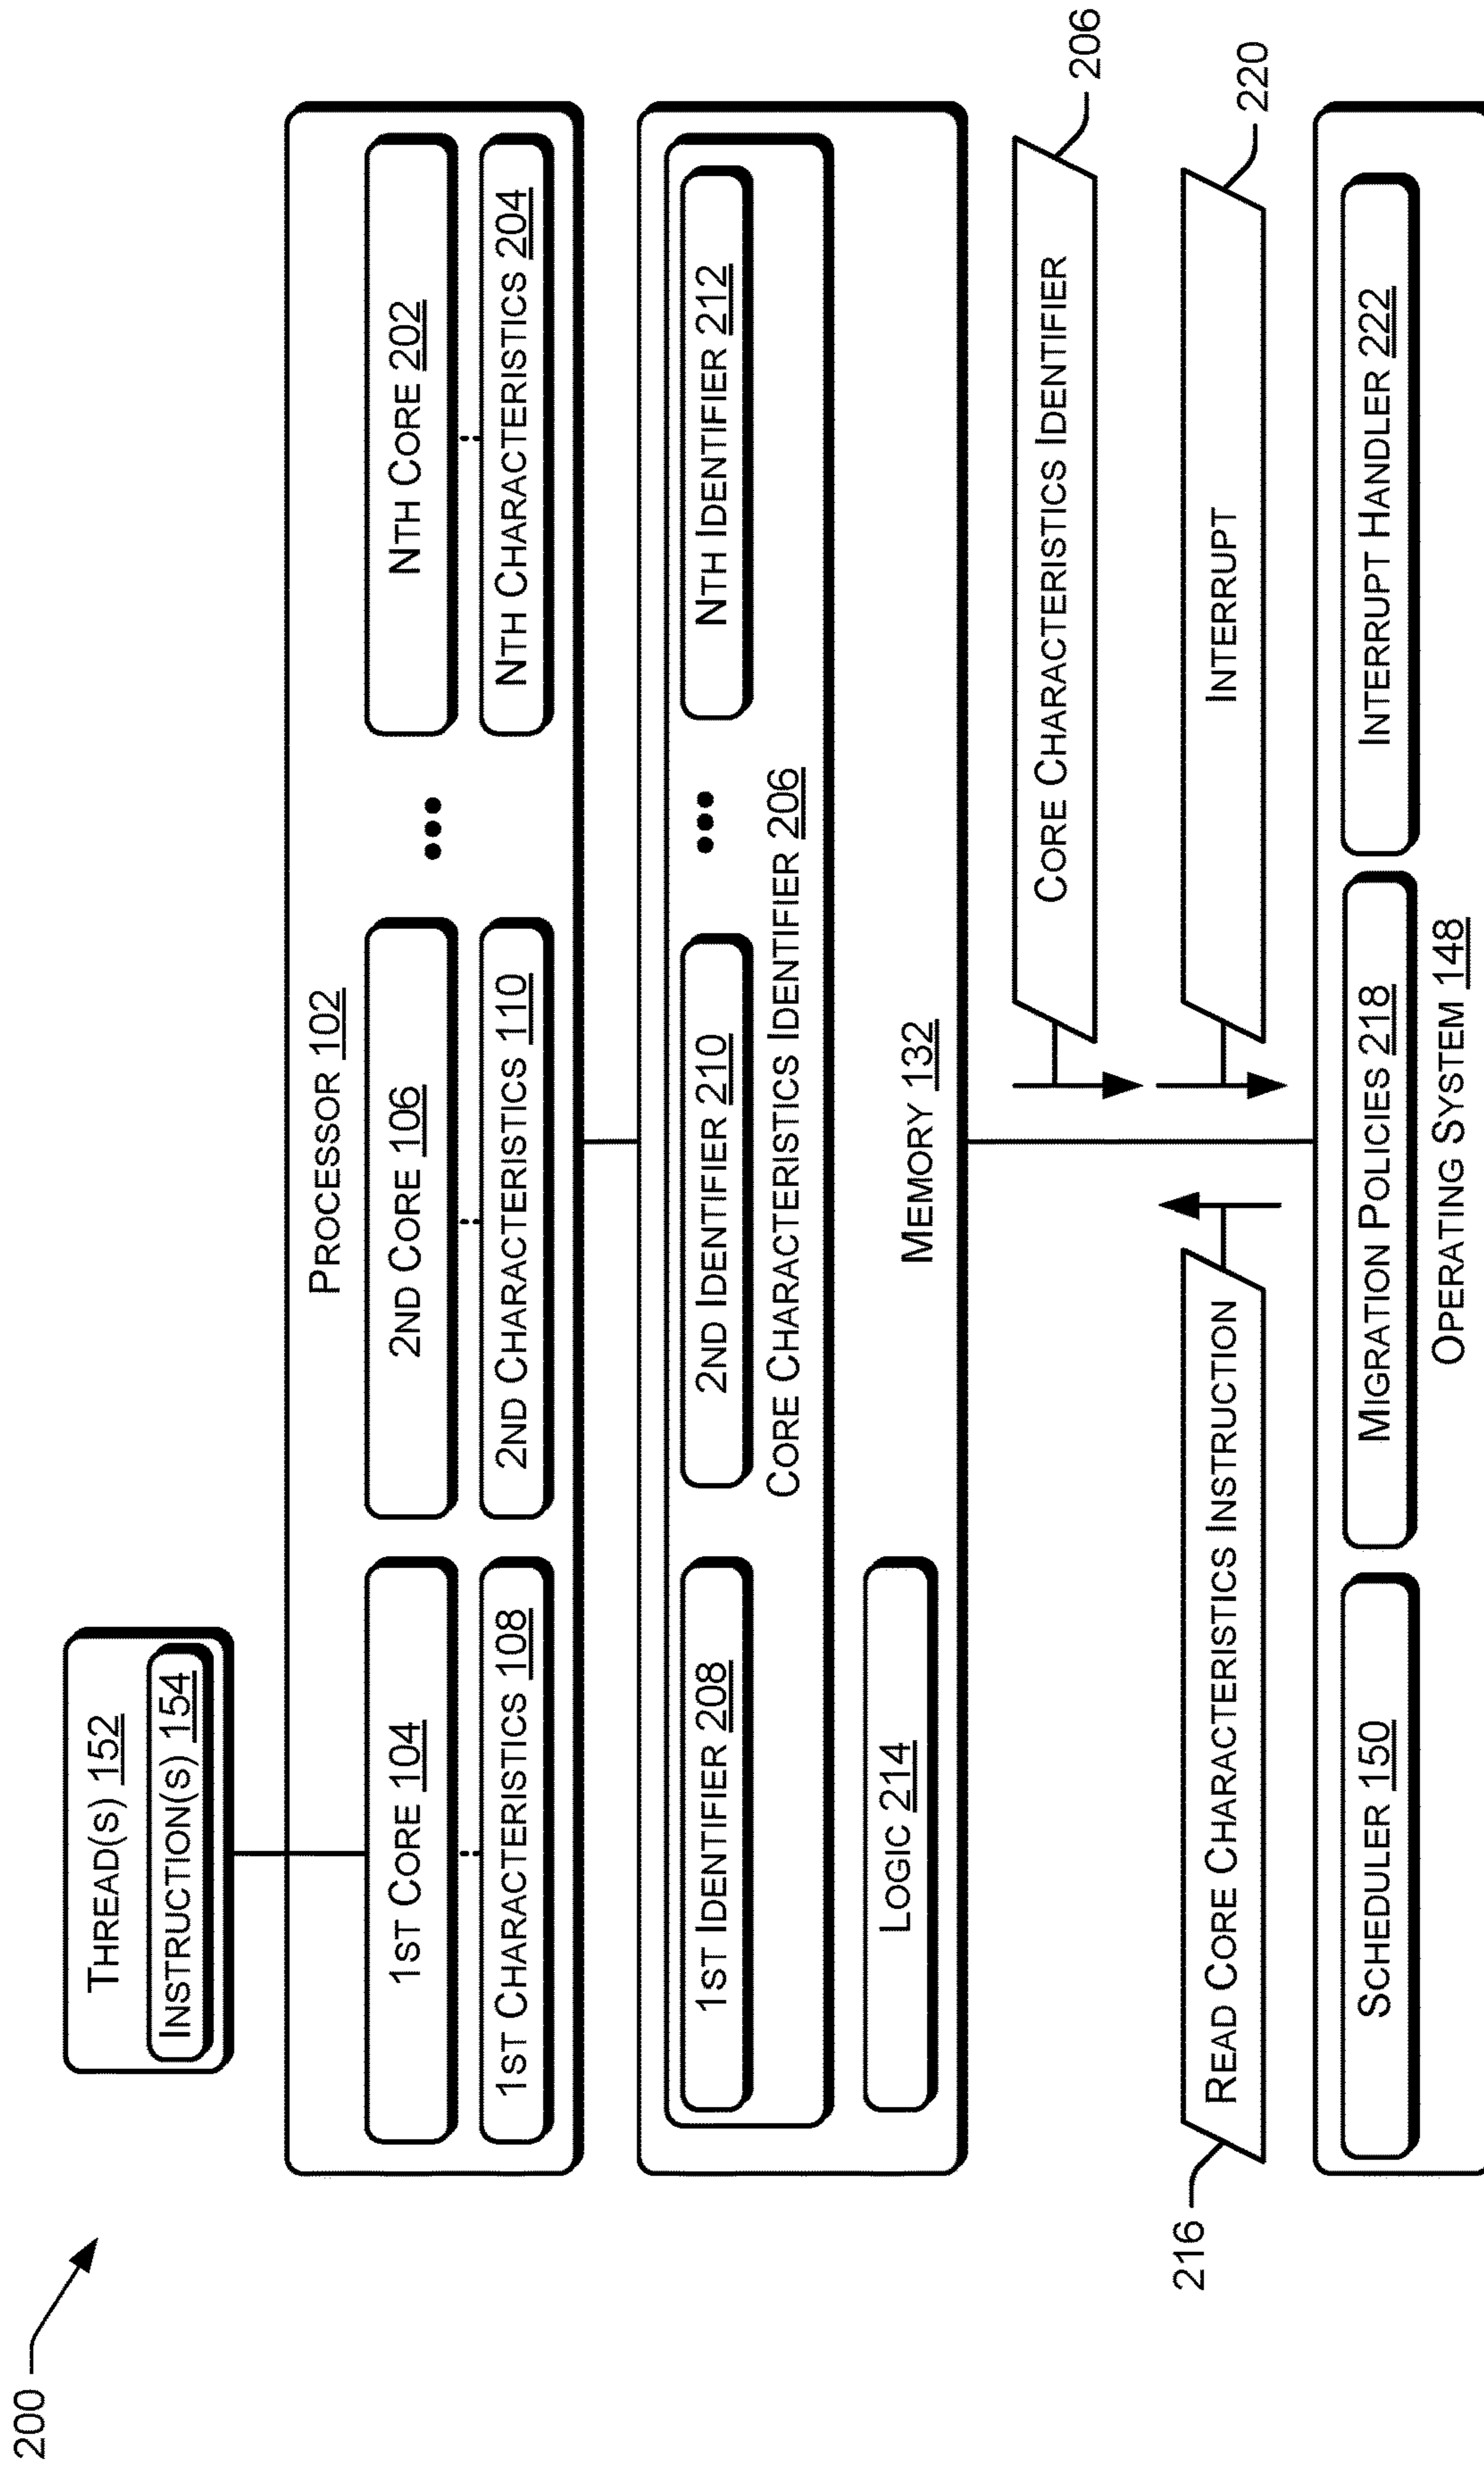 200
THREAD(S) 152
INSTRUCTION(S) 154
PROCESSOR 102
1ST CORE 104
2ND CORE 106
•••
NTH CORE 202
1ST CHARACTERISTICS 108
2ND CHARACTERISTICS 110
NTH CHARACTERISTICS 204
1ST IDENTIFIER 208
2ND IDENTIFIER 210
•••
NTH IDENTIFIER 212
CORE CHARACTERISTICS IDENTIFIER 206
LOGIC 214
MEMORY 132
CORE CHARACTERISTICS IDENTIFIER
206
216
READ CORE CHARACTERISTICS INSTRUCTION
INTERRUPT
220
SCHEDULER 150
MIGRATION POLICIES 218
INTERRUPT HANDLER 222
OPERATING SYSTEM 148